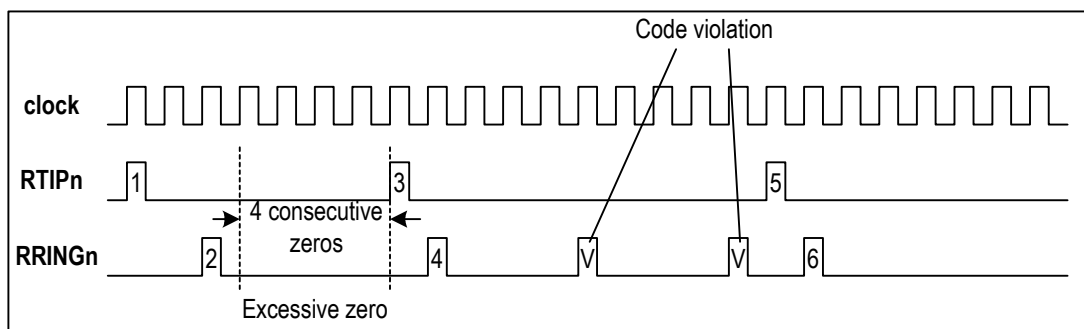 Code violation
clock
RTIPn
1
3
5
4 consecutive
zeros
RRINGn
2
4
V
V
6
Excessive zero